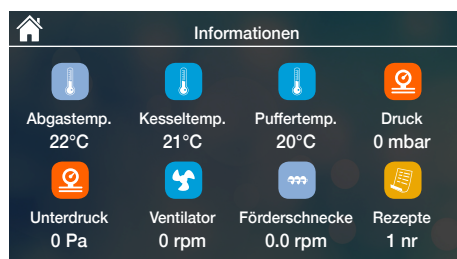 Informationen
Abgastemp. Kesseltemp. Puffertemp. Druck
22°C 21°C 20°C 0 mbar
Unterdruck Ventilator Förderschnecke Rezepte
0 Pa 0 rpm 0.0 rpm 1 nr